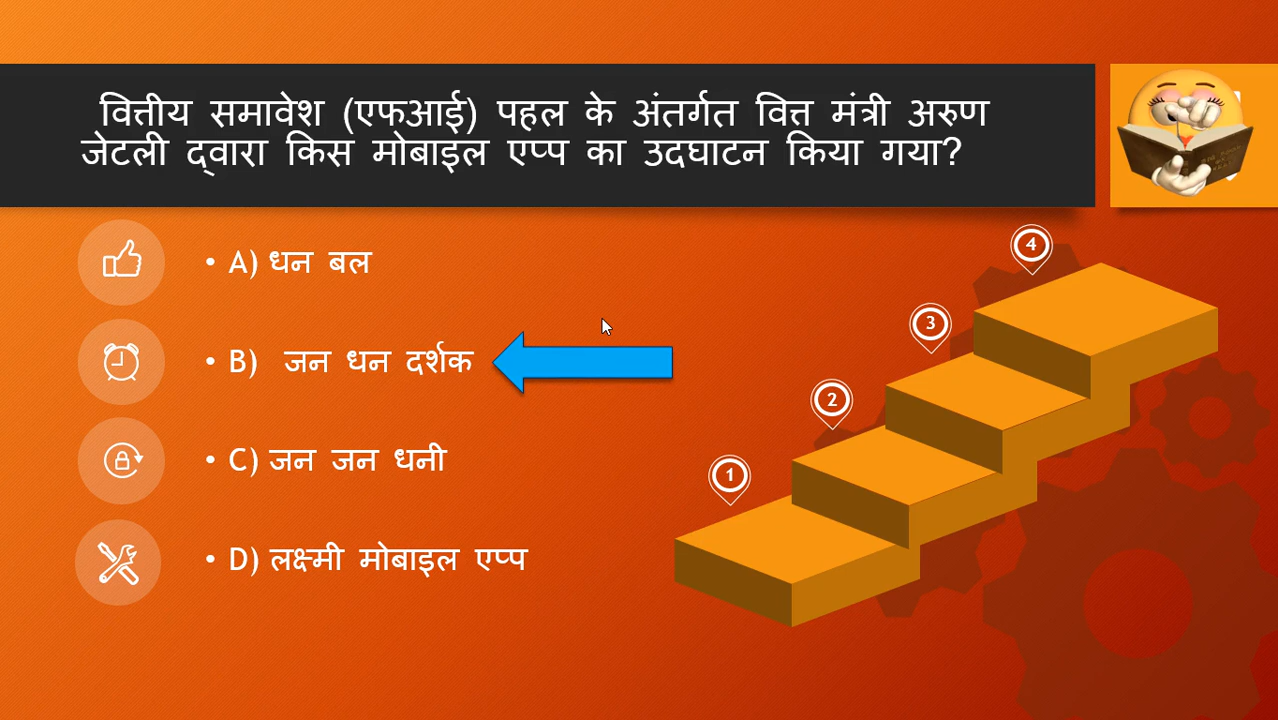 वित्तीय समावेश (एफआई) पहल के अंतर्गत वित्त मंत्री अरुण
जेटली द्वारा किस मोबाइल एप्प का उदघाटन किया गया?
• A) धन बल
• B) जन धन दर्शक
• C) जन जन धनी
• D) लक्ष्मी मोबाइल एप्प
4
3
2
1